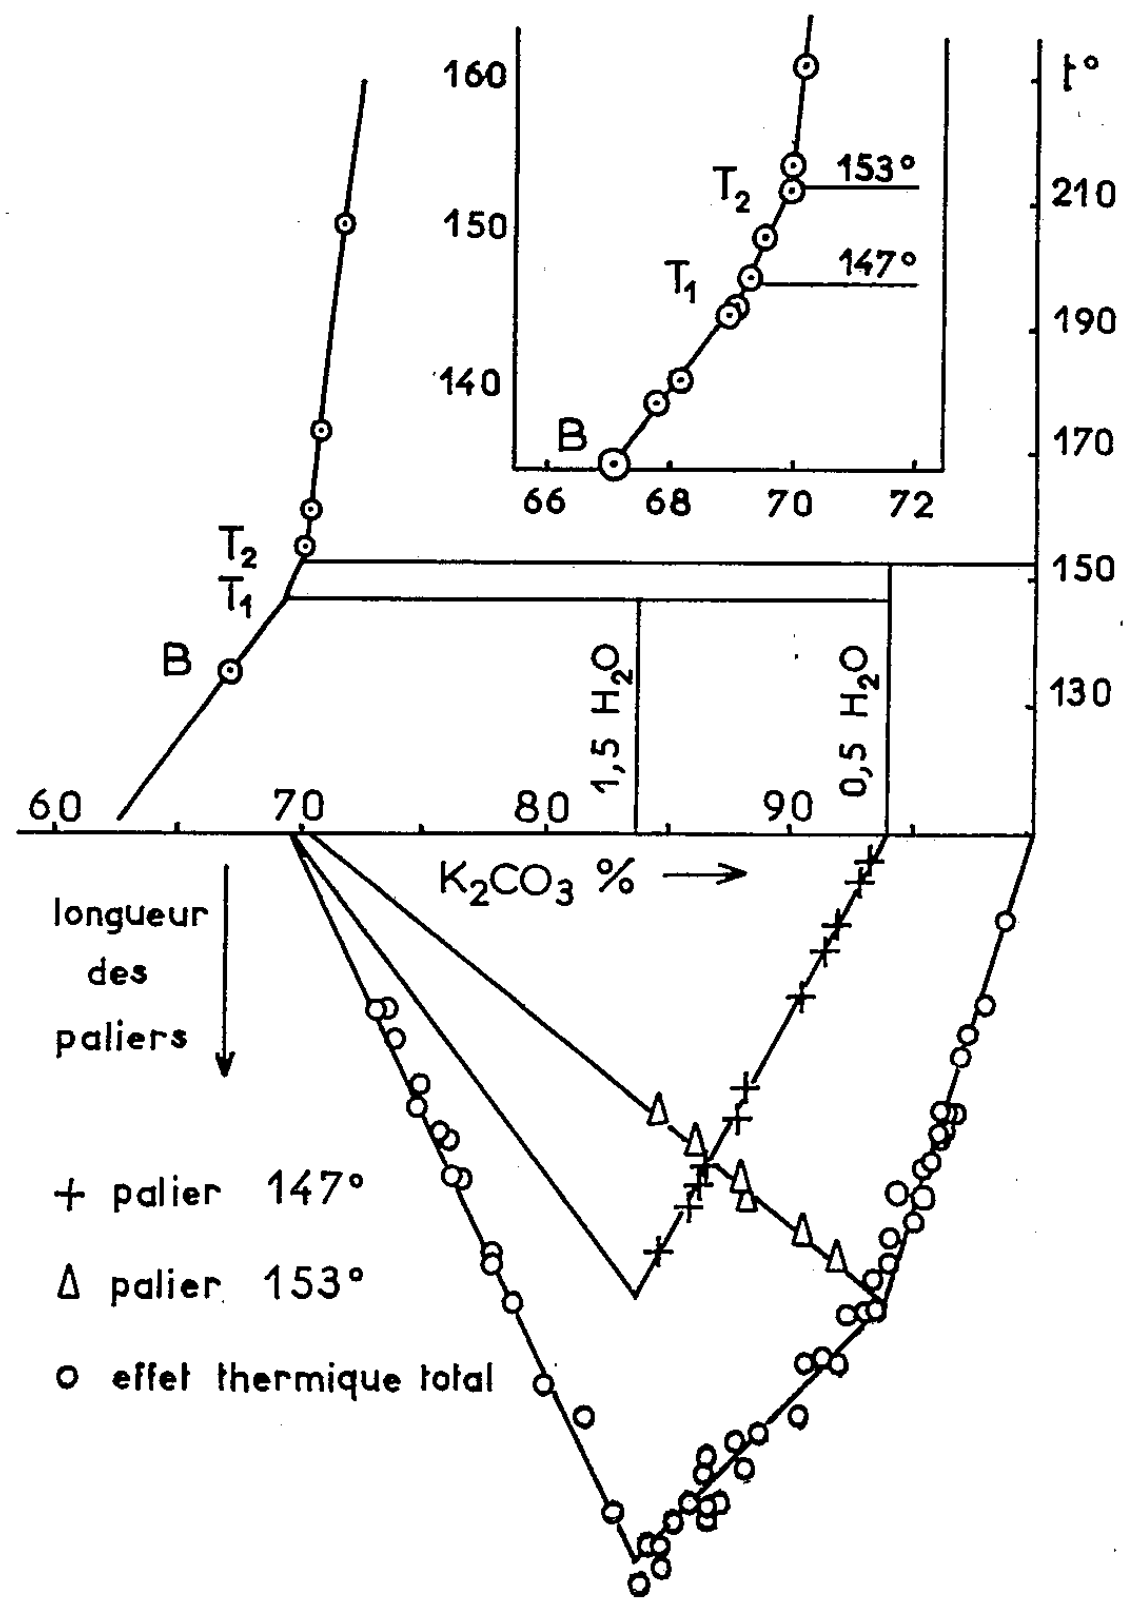 160
t°
T₂
153°
210
150
T₁
147°
190
140
B
170
66 68 70 72
T₂
150
T₁
B
1,5 H₂O
0,5 H₂O
130
60 70 80 90
K₂CO₃ % →
longueur
des
paliers
+ palier 147°
Δ palier 153°
o effet thermique total